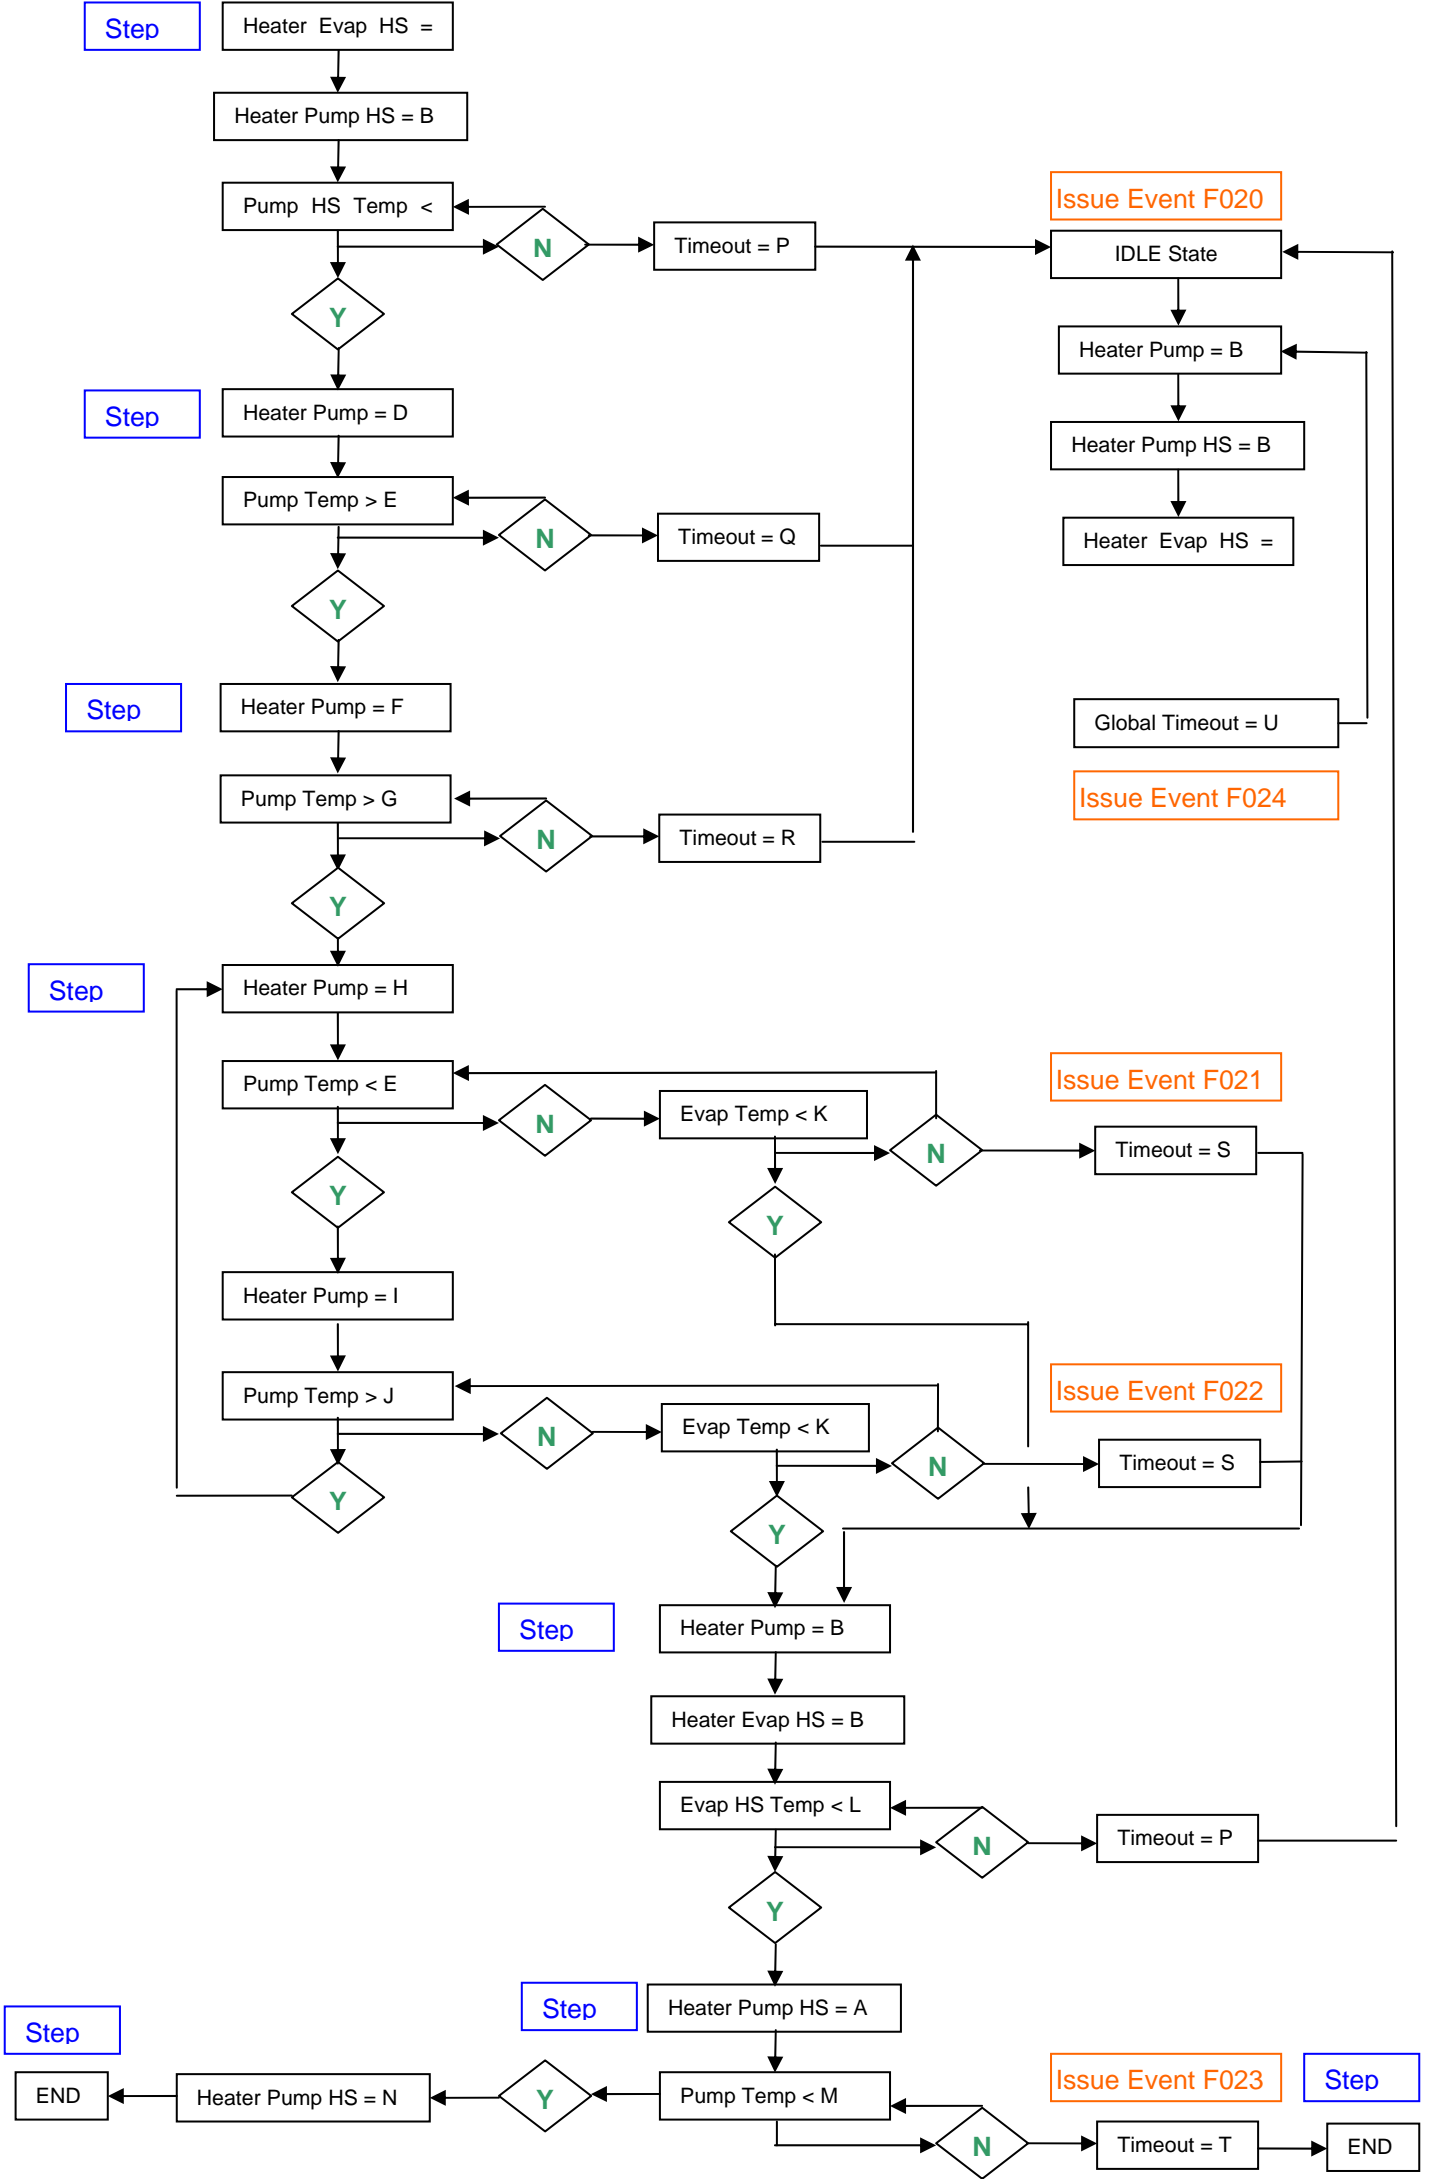 Step
Heater Evap HS =
Heater Pump HS = B
Pump HS Temp <
N
Timeout = P
Issue Event F020
IDLE State
Y
Heater Pump = B
Step
Heater Pump = D
Heater Pump HS = B
Pump Temp > E
N
Timeout = Q
Heater Evap HS =
Y
Step
Heater Pump = F
Global Timeout = U
Pump Temp > G
Issue Event F024
N
Timeout = R
Y
Step
Heater Pump = H
Pump Temp < E
Issue Event F021
N
Evap Temp < K
N
Timeout = S
Y
Y
Heater Pump = I
Pump Temp > J
Issue Event F022
N
Evap Temp < K
N
Timeout = S
Y
Y
Step
Heater Pump = B
Heater Evap HS = B
Evap HS Temp < L
N
Timeout = P
Y
Step
Heater Pump HS = A
Step
END
Heater Pump HS = N
Y
Pump Temp < M
Issue Event F023
Step
N
Timeout = T
END